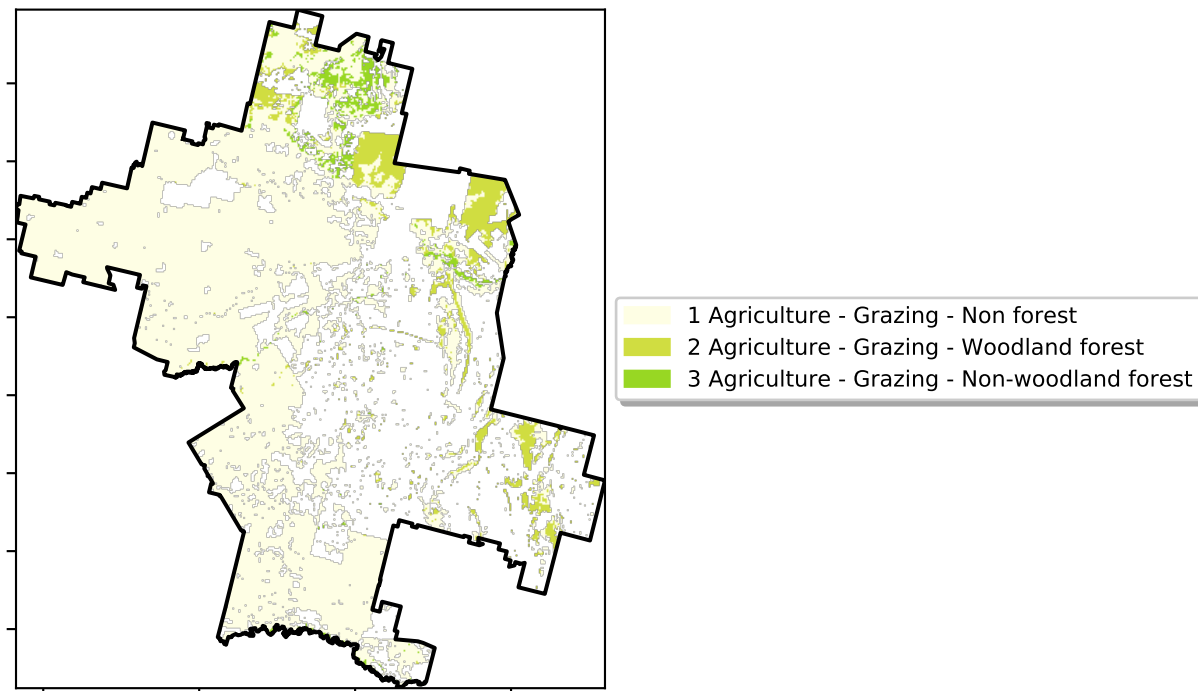 1 Agriculture - Grazing - Non forest
2 Agriculture - Grazing - Woodland forest
3 Agriculture - Grazing - Non-woodland forest